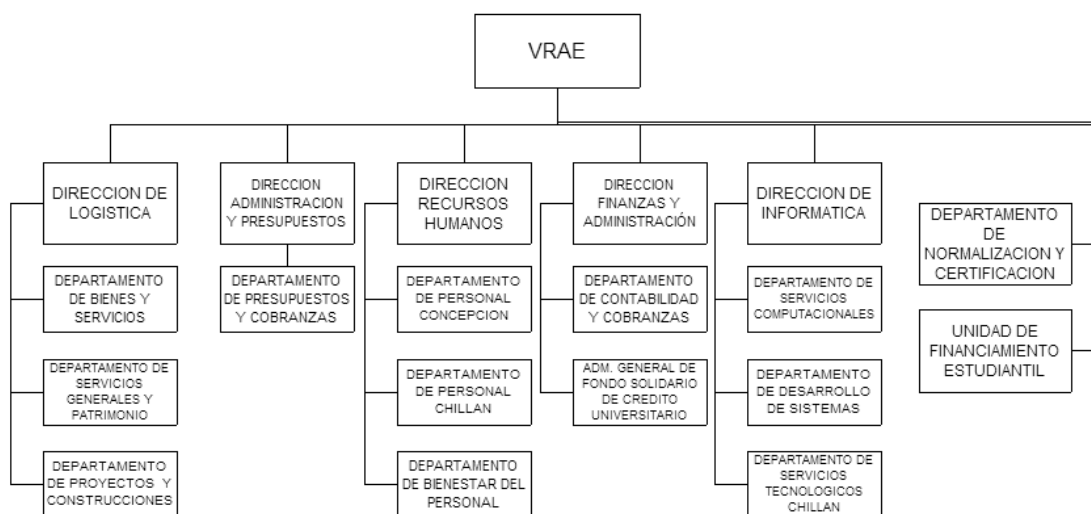 VRAE
DIRECCION DE
LOGISTICA
DIRECCION
ADMINISTRACION
Y PRESUPUESTOS
DIRECCION
RECURSOS
HUMANOS
DIRECCION
FINANZAS Y
ADMINISTRACIÓN
DIRECCION DE
INFORMATICA
DEPARTAMENTO
DE
NORMALIZACION Y
CERTIFICACION
DEPARTAMENTO
DE BIENES Y
SERVICIOS
DEPARTAMENTO
DE PRESUPUESTOS
Y COBRANZAS
DEPARTAMENTO
DE PERSONAL
CONCEPCION
DEPARTAMENTO
DE CONTABILIDAD
Y COBRANZAS
DEPARTAMENTO DE
SERVICIOS
COMPUTACIONALES
UNIDAD DE
FINANCIAMIENTO
ESTUDIANTIL
DEPARTAMENTO DE
SERVICIOS
GENERALES Y
PATRIMONIO
DEPARTAMENTO
DE PERSONAL
CHILLAN
ADM. GENERAL DE
FONDO SOLIDARIO
DE CREDITO
UNIVERSITARIO
DEPARTAMENTO
DE DESARROLLO
DE SISTEMAS
DEPARTAMENTO
DE PROYECTOS Y
CONSTRUCCIONES
DEPARTAMENTO
DE BIENESTAR DEL
PERSONAL
DEPARTAMENTO DE
SERVICIOS
TECNOLOGICOS
CHILLAN